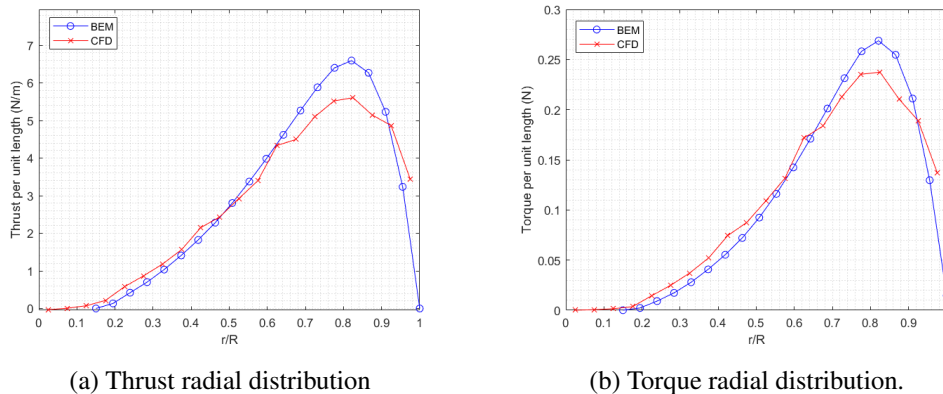 BEM
CFD
Thrust per unit length (N/m)
7
6
5
4
3
2
1
0
0 0.1 0.2 0.3 0.4 0.5 0.6 0.7 0.8 0.9 1
r/R
(a) Thrust radial distribution
BEM
CFD
Torque per unit length (N)
0.3
0.25
0.2
0.15
0.1
0.05
0
0 0.1 0.2 0.3 0.4 0.5 0.6 0.7 0.8 0.9
r/R
(b) Torque radial distribution.